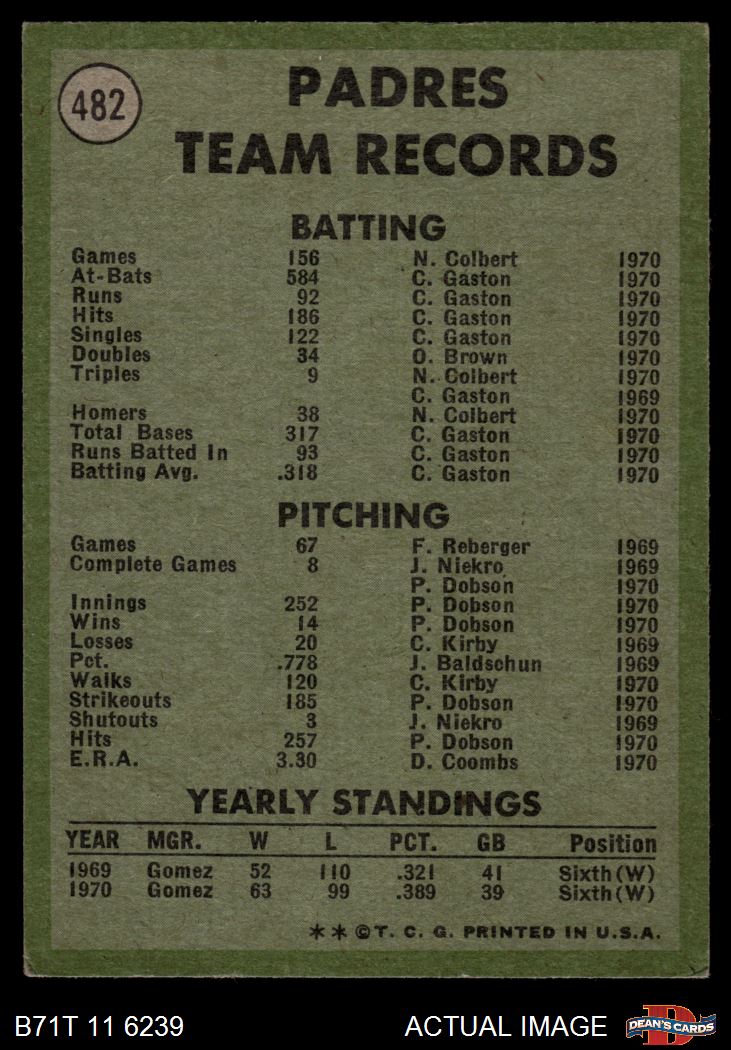 482
PADRES
TEAM RECORDS
BATTING
Games 156 N. Colbert 1970
At-Bats 584 C. Gaston 1970
Runs 92 C. Gaston 1970
Hits 186 C. Gaston 1970
Singles 122 C. Gaston 1970
Doubles 34 O. Brown 1970
Triples 9 N. Colbert 1970
C. Gaston 1969
Homers 38 N. Colbert 1970
Total Bases 317 C. Gaston 1970
Runs Batted In 93 C. Gaston 1970
Batting Avg. .318 C. Gaston 1970
PITCHING
Games 67 F. Reberger 1969
Complete Games 8 J. Niekro 1969
P. Dobson 1970
Innings 252 P. Dobson 1970
Wins 14 P. Dobson 1970
Losses 20 C. Kirby 1969
Pct. .778 J. Baldschun 1969
Walks 120 C. Kirby 1970
Strikeouts 185 P. Dobson 1970
Shutouts 3 J. Niekro 1969
Hits 257 P. Dobson 1970
E.R.A. 3.30 D. Coombs 1970
YEARLY STANDINGS
YEAR MGR. W L PCT. GB Position
1969 Gomez 52 110 .321 41 Sixth (W)
1970 Gomez 63 99 .389 39 Sixth (W)
** © T. C. G. PRINTED IN U.S.A.
B71T 11 6239 ACTUAL IMAGE DEAN'S CARDS